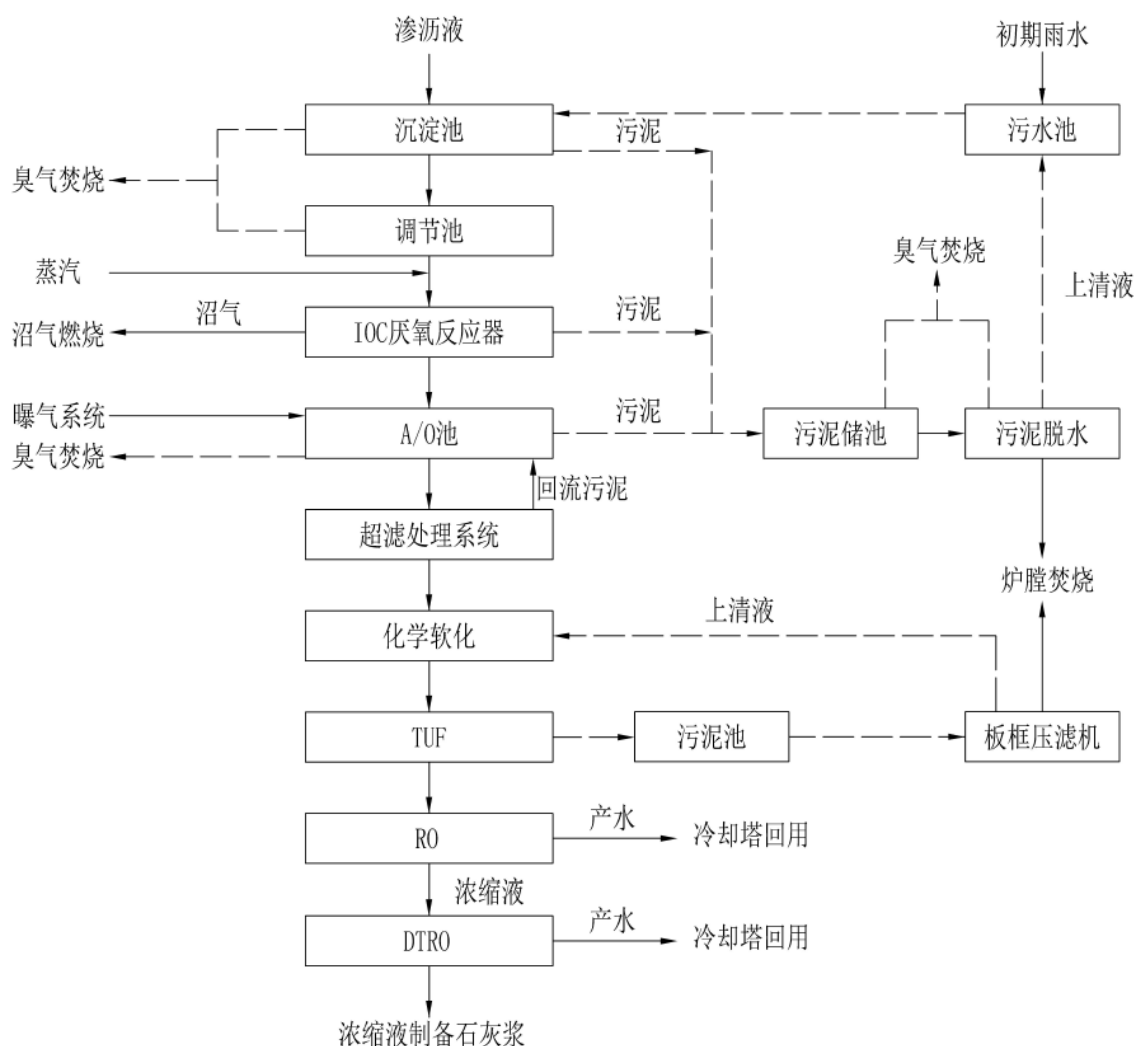 渗沥液
初期雨水
沉淀池
污泥
污水池
臭气焚烧
调节池
臭气焚烧
上清液
蒸汽
沼气
沼气燃烧
IOC厌氧反应器
污泥
曝气系统
臭气焚烧
A/O池
污泥
污泥储池
污泥脱水
回流污泥
超滤处理系统
炉膛焚烧
上清液
化学软化
TUF
污泥池
板框压滤机
RO
产水
冷却塔回用
浓缩液
DTRO
产水
冷却塔回用
浓缩液制备石灰浆